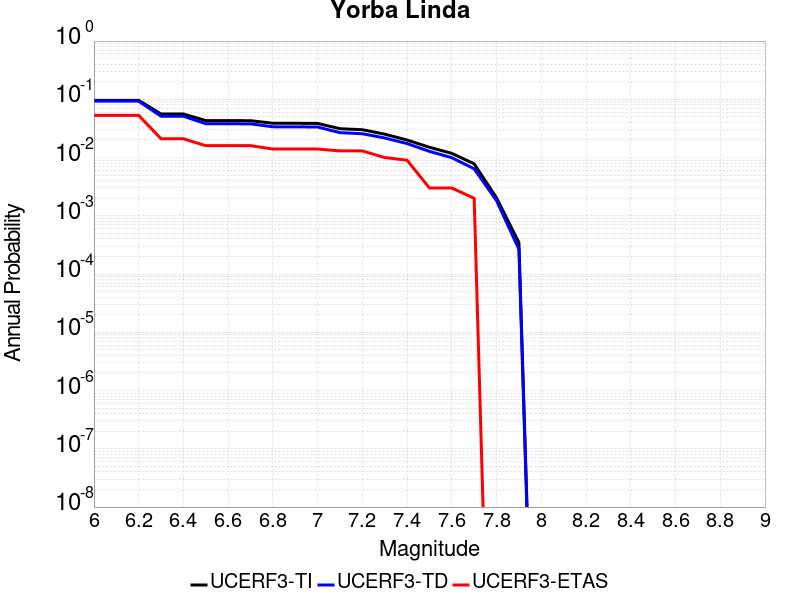 Yorba Linda
10^0
10^-1
10^-2
10^-3
10^-4
10^-5
10^-6
10^-7
10^-8
Annual Probability
6 6.2 6.4 6.6 6.8 7 7.2 7.4 7.6 7.8 8 8.2 8.4 8.6 8.8 9
Magnitude
UCERF3-TI UCERF3-TD UCERF3-ETAS